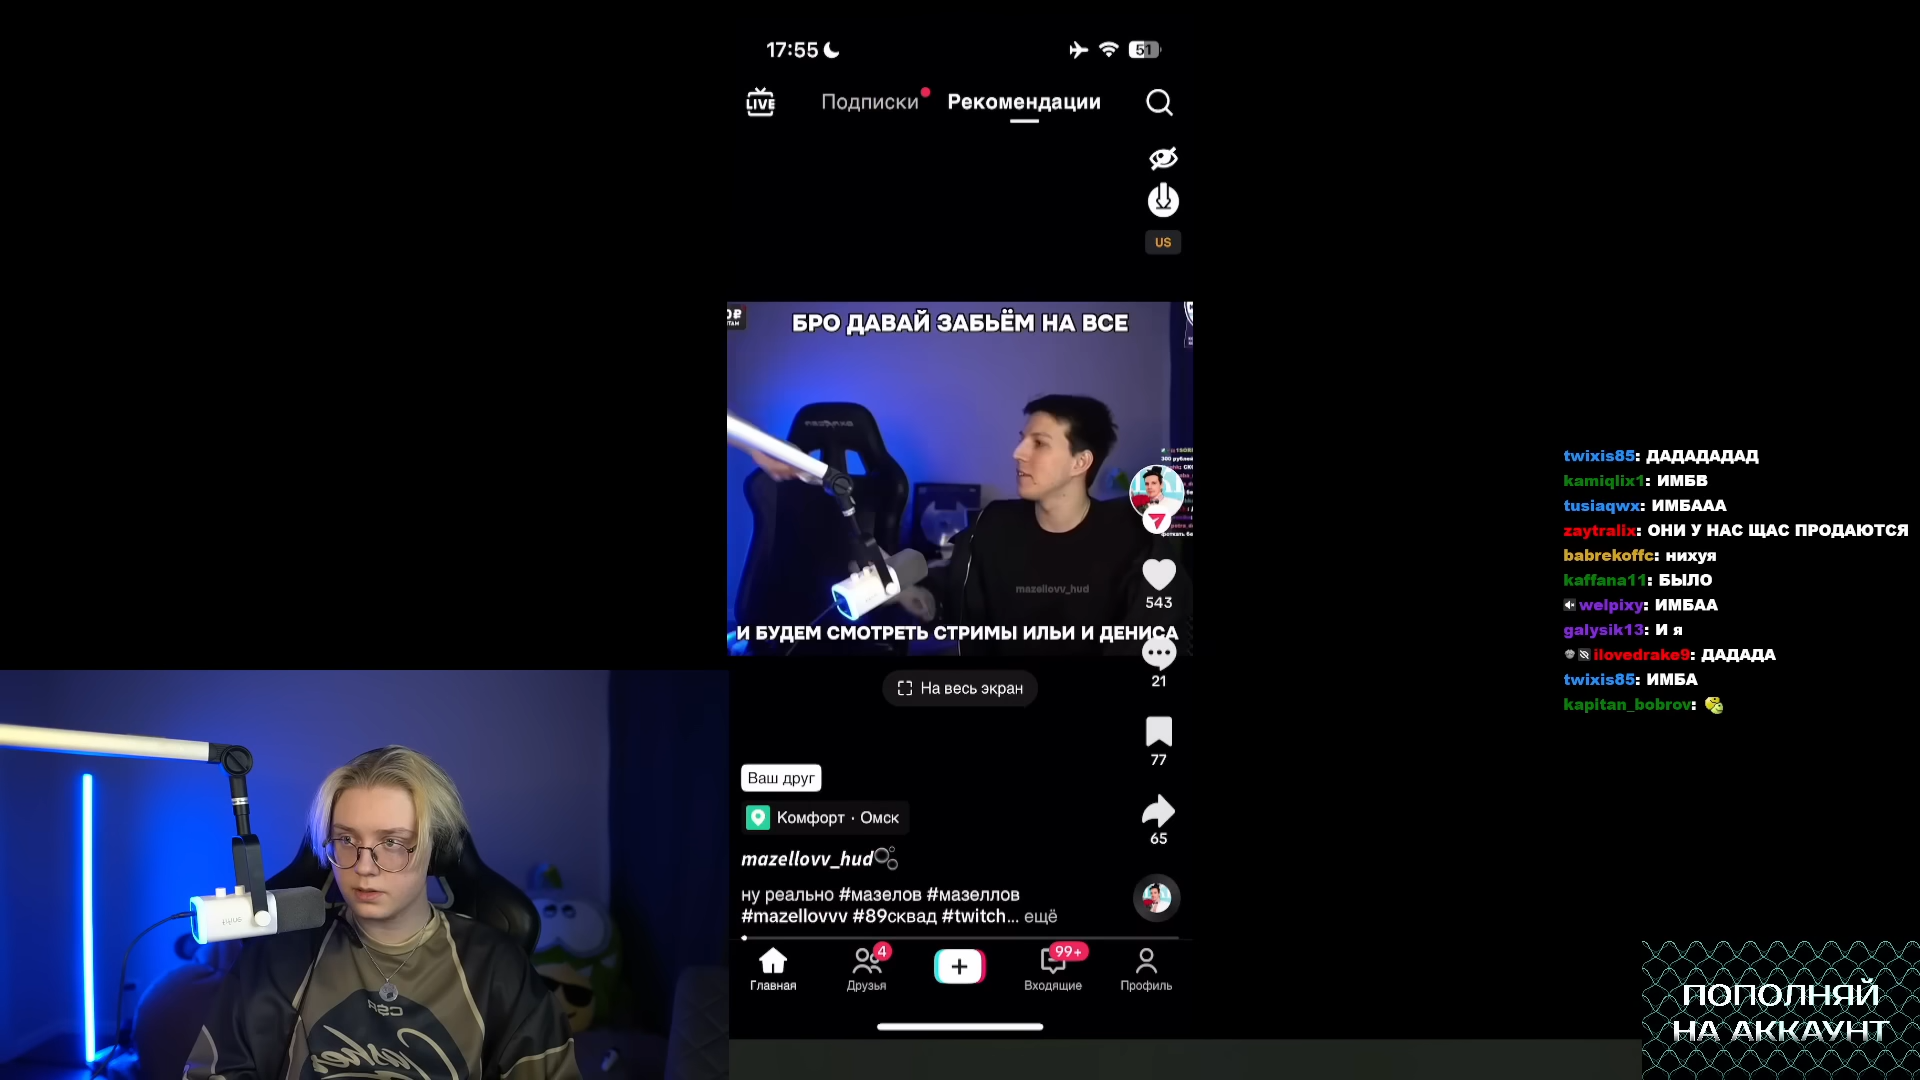 17:55
51
LIVE
Подписки
Рекомендации
US
БРО ДАВАЙ ЗАБЬЁМ НА ВСЕ
mazellovv_hud
И БУДЕМ СМОТРЕТЬ СТРИМЫ ИЛЬИ И ДЕНИСА
543
21
На весь экран
77
65
Ваш друг
Комфорт · Омск
mazellovv_hud
ну реально #мазелов #мазеллов
#mazellovvv #89сквад #twitch... ещё
4
99+
Главная
Друзья
Входящие
Профиль
twixis85: ДАДАДАДАД
kamiqlix1: ИМБВ
tusiaqwx: ИМБААА
zaytralix: ОНИ У НАС ЩАС ПРОДАЮТСЯ
babrekoffc: нихуя
kaffana11: БЫЛО
welpixy: ИМБАА
galysik13: И я
ilovedrake9: ДАДАДА
twixis85: ИМБА
kapitan_bobrov:
ПОПОЛНЯЙ
НА АККАУНТ